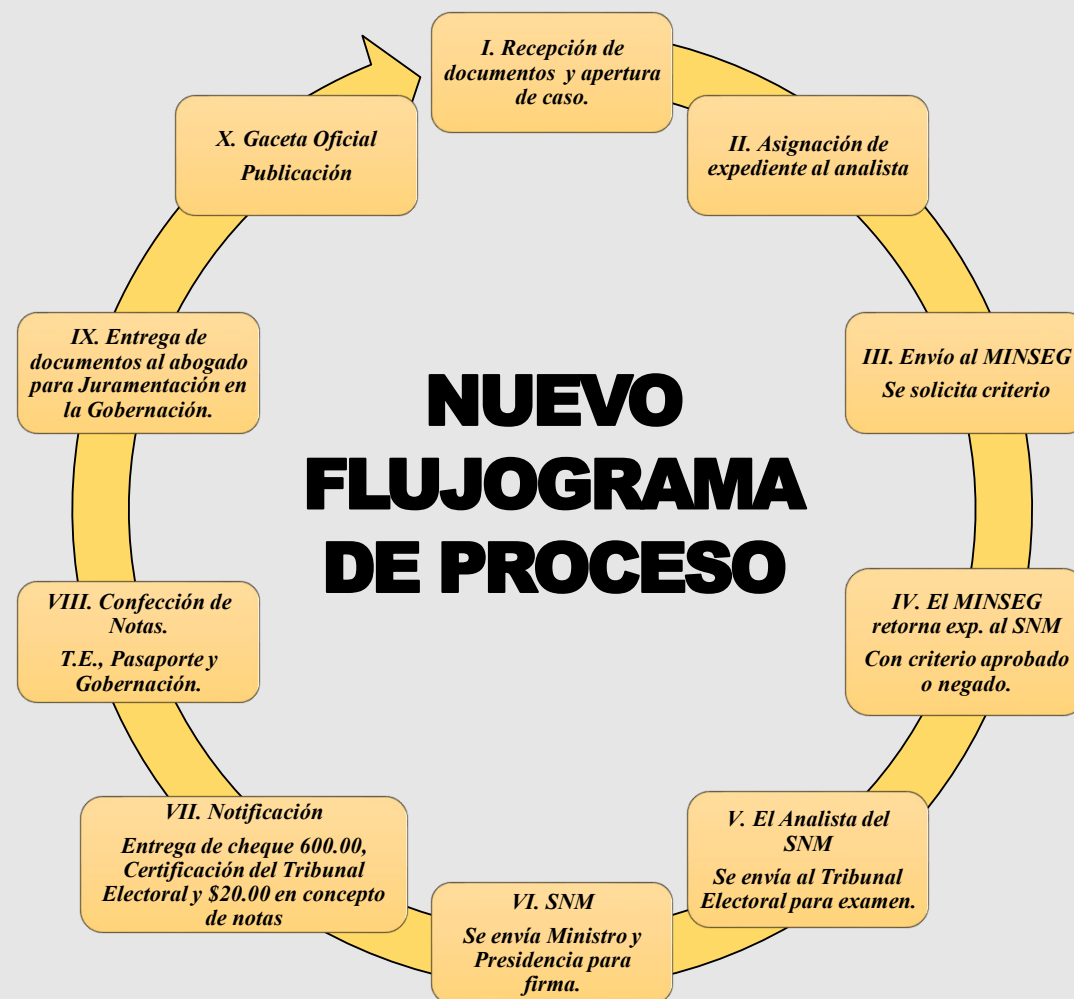 I. Recepción de
documentos y apertura
de caso.
II. Asignación de
expediente al analista
III. Envío al MINSEG
Se solicita criterio
IV. El MINSEG
retorna exp. al SNM
Con criterio aprobado
o negado.
V. El Analista del
SNM
Se envía al Tribunal
Electoral para examen.
VI. SNM
Se envía Ministro y
Presidencia para
firma.
VII. Notificación
Entrega de cheque 600.00,
Certificación del Tribunal
Electoral y $20.00 en concepto
de notas
VIII. Confección de
Notas.
T.E., Pasaporte y
Gobernación.
IX. Entrega de
documentos al abogado
para Juramentación en
la Gobernación.
X. Gaceta Oficial
Publicación
NUEVO
FLUJOGRAMA
DE PROCESO